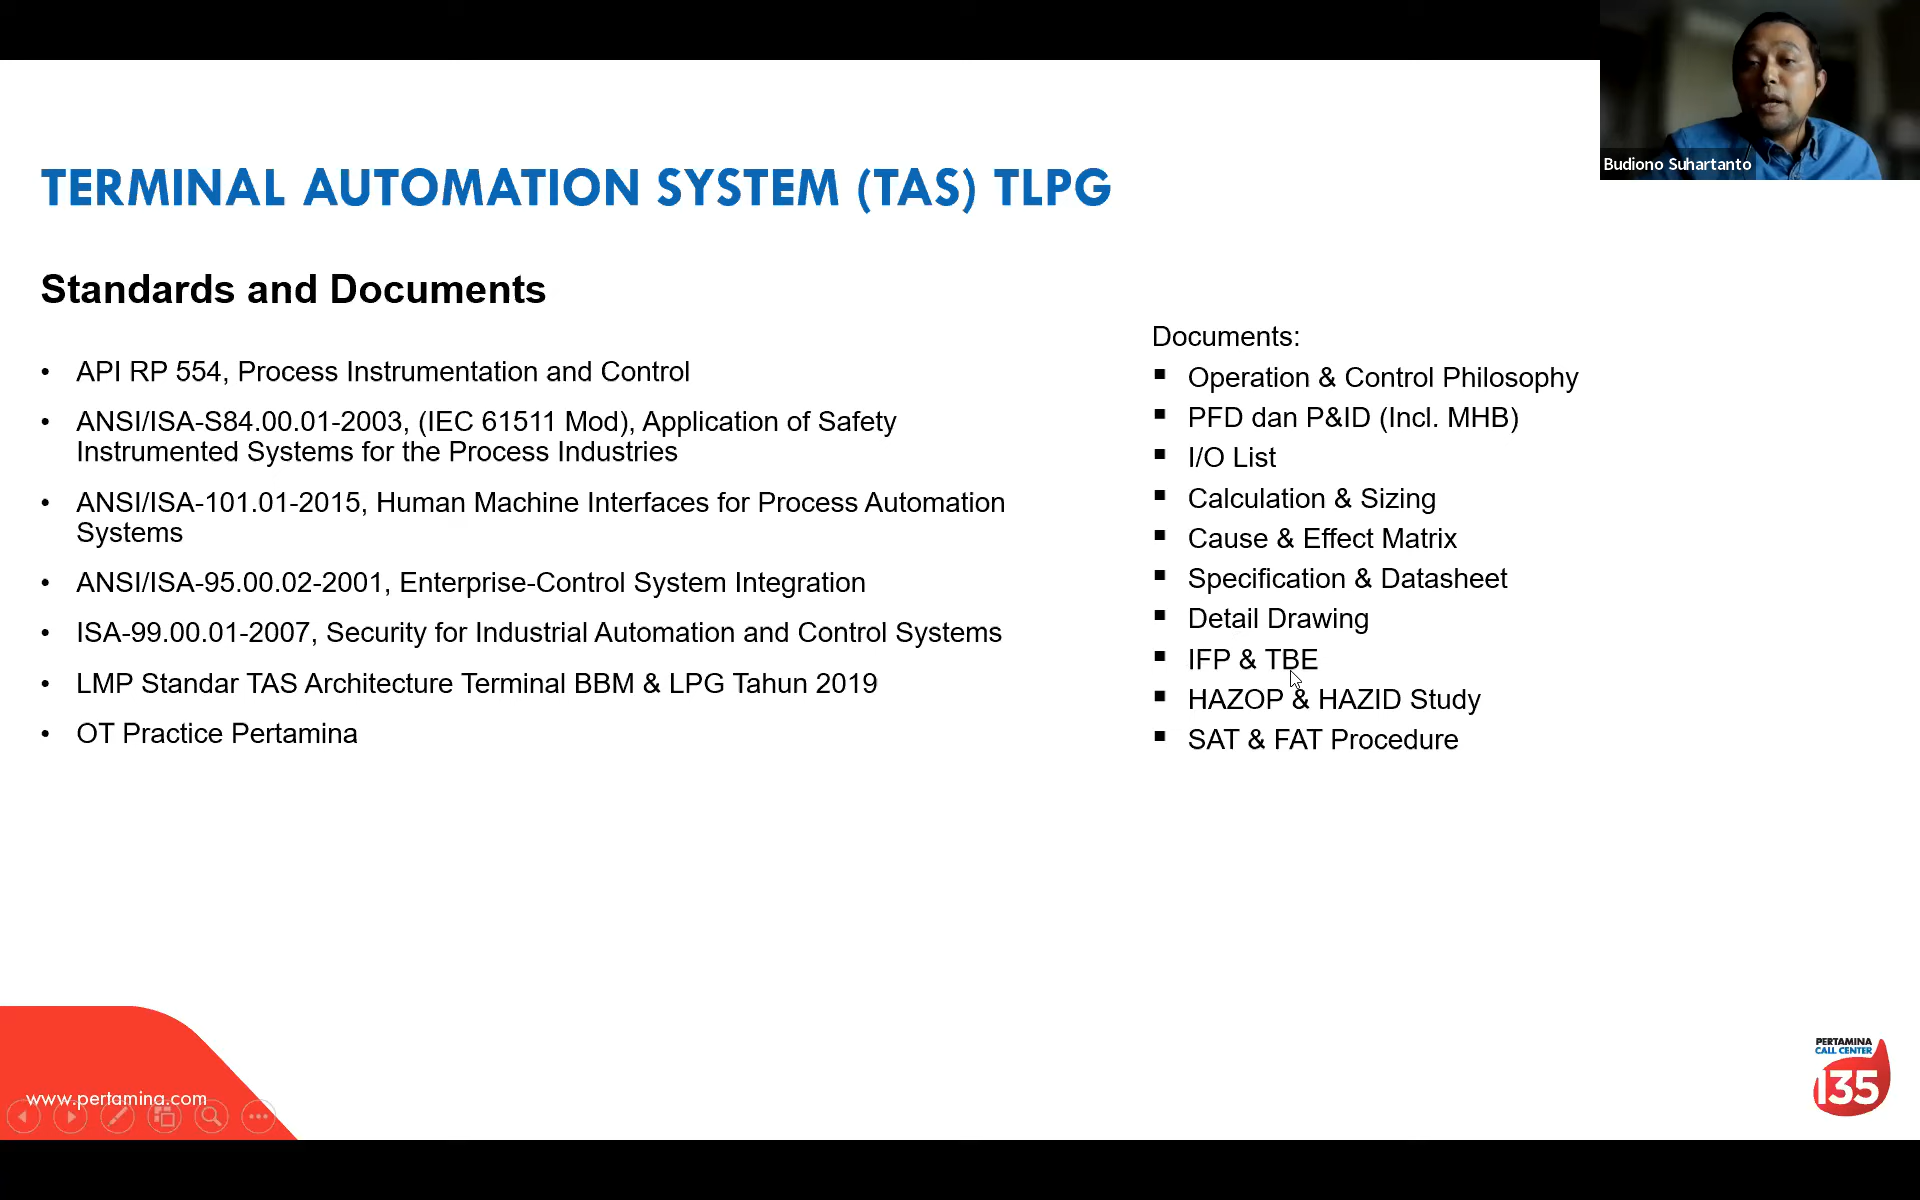 Budiono Suhartanto
TERMINAL AUTOMATION SYSTEM (TAS) TLPG
Standards and Documents
• API RP 554, Process Instrumentation and Control
• ANSI/ISA-S84.00.01-2003, (IEC 61511 Mod), Application of Safety
Instrumented Systems for the Process Industries
• ANSI/ISA-101.01-2015, Human Machine Interfaces for Process Automation
Systems
• ANSI/ISA-95.00.02-2001, Enterprise-Control System Integration
• ISA-99.00.01-2007, Security for Industrial Automation and Control Systems
• LMP Standar TAS Architecture Terminal BBM & LPG Tahun 2019
• OT Practice Pertamina
Documents:
▪ Operation & Control Philosophy
▪ PFD dan P&ID (Incl. MHB)
▪ I/O List
▪ Calculation & Sizing
▪ Cause & Effect Matrix
▪ Specification & Datasheet
▪ Detail Drawing
▪ IFP & TBE
▪ HAZOP & HAZID Study
▪ SAT & FAT Procedure
www.pertamina.com
PERTAMINA
CALL CENTER
135